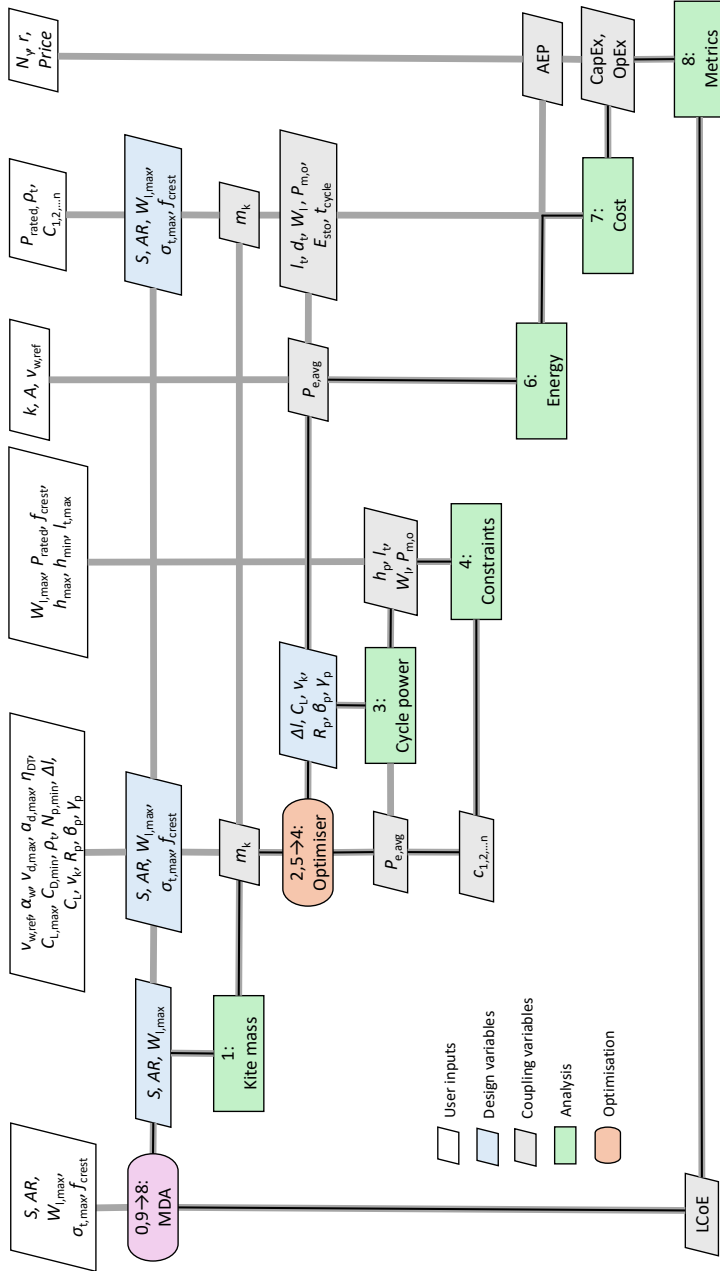 S, AR,
W_l,max,
σ_t,max, f_crest
v_w,ref, α_w, v_d,max, a_d,max, η_DT,
C_L,max, C_D,min, ρ_t, N_p,min, Δl,
C_L, v_k, R_p, β_p, γ_p
W_l,max, P_rated, f_crest,
h_max, h_min, l_t,max
k, A, v_w,ref
P_rated, ρ_t,
C_1,2,...n
N_y, r,
Price
0,9→8:
MDA
S, AR, W_l,max
S, AR, W_l,max,
σ_t,max, f_crest
S, AR, W_l,max,
σ_t,max, f_crest
1:
Kite mass
m_k
m_k
2,5→4:
Optimiser
Δl, C_L, v_k,
R_p, β_p, γ_p
P_e,avg
l_t, d_t, W_l, P_m,o,
E_sto, t_cycle
P_e,avg
3:
Cycle power
h_p, l_t,
W_l, P_m,o
c_1,2,...n
4:
Constraints
User inputs
Design variables
Coupling variables
Analysis
Optimisation
6:
Energy
AEP
7:
Cost
CapEx,
OpEx
LCoE
8:
Metrics